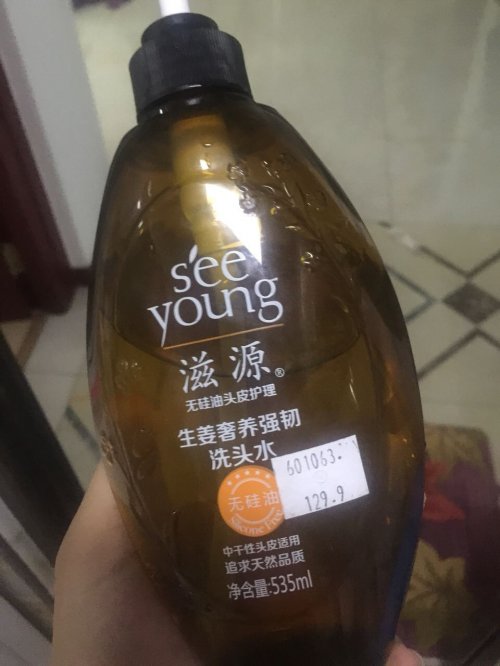 see
young
滋源®
无硅油头皮护理
生姜奢养强韧
洗头水
无硅油
Silicone Free
601063.
129.9
中干性头皮适用
追求天然品质
净含量:535ml